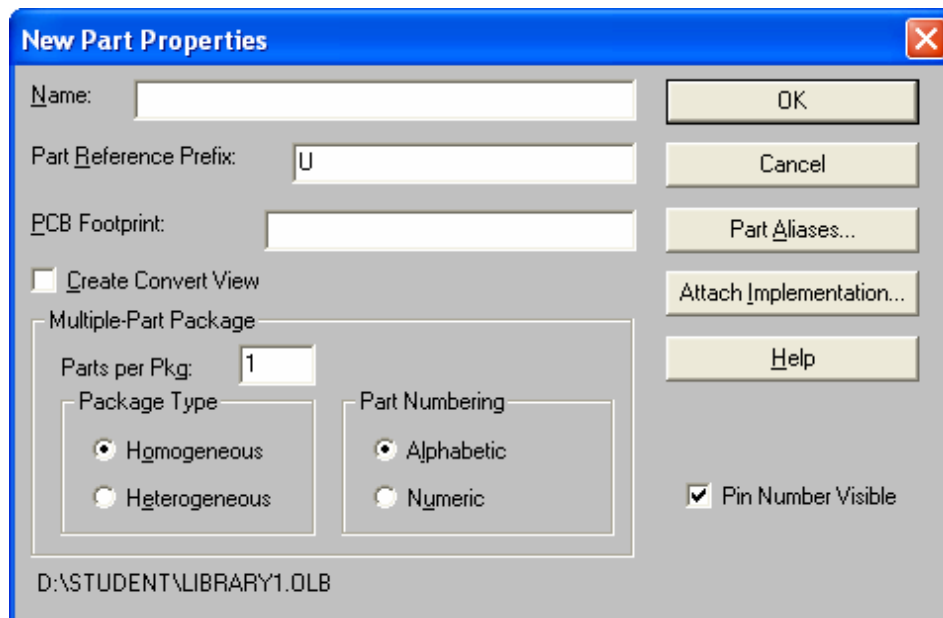 New Part Properties
Name:
OK
Part Reference Prefix:
U
Cancel
PCB Footprint:
Part Aliases...
Create Convert View
Attach Implementation...
Multiple-Part Package
Parts per Pkg:
1
Help
Package Type
Part Numbering
Homogeneous
Alphabetic
Heterogeneous
Numeric
Pin Number Visible
D:\STUDENT\LIBRARY1.OLB